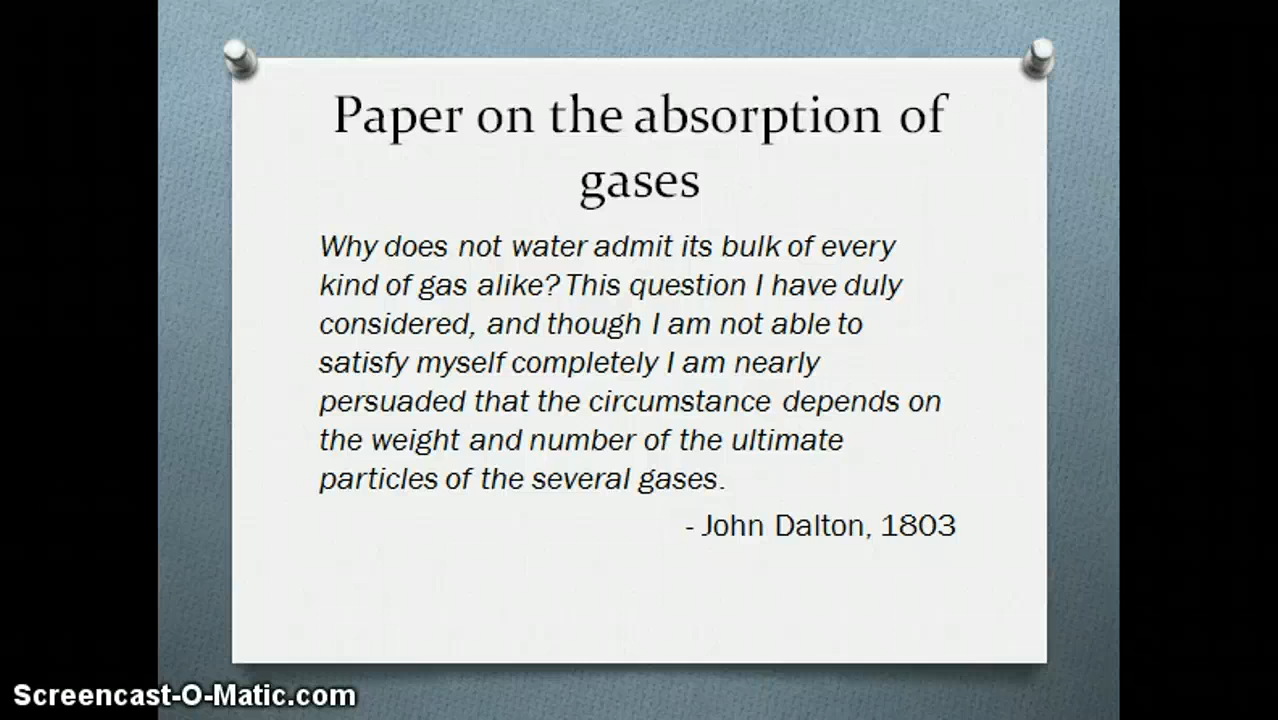 Paper on the absorption of
gases
Why does not water admit its bulk of every
kind of gas alike? This question I have duly
considered, and though I am not able to
satisfy myself completely I am nearly
persuaded that the circumstance depends on
the weight and number of the ultimate
particles of the several gases.
- John Dalton, 1803
Screencast-O-Matic.com